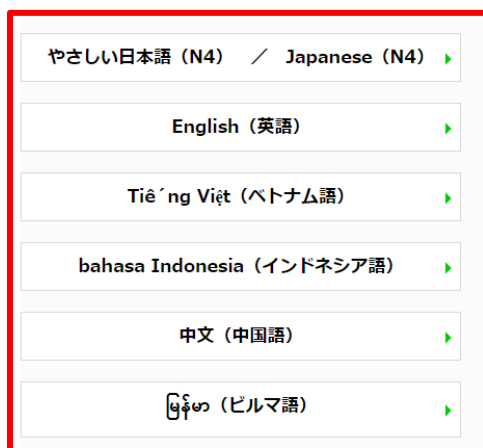 やさしい日本語（N4）　／　Japanese（N4）
English（英語）
Tiê´ng Việt（ベトナム語）
bahasa Indonesia（インドネシア語）
中文（中国語）
မြန်မာ（ビルマ語）